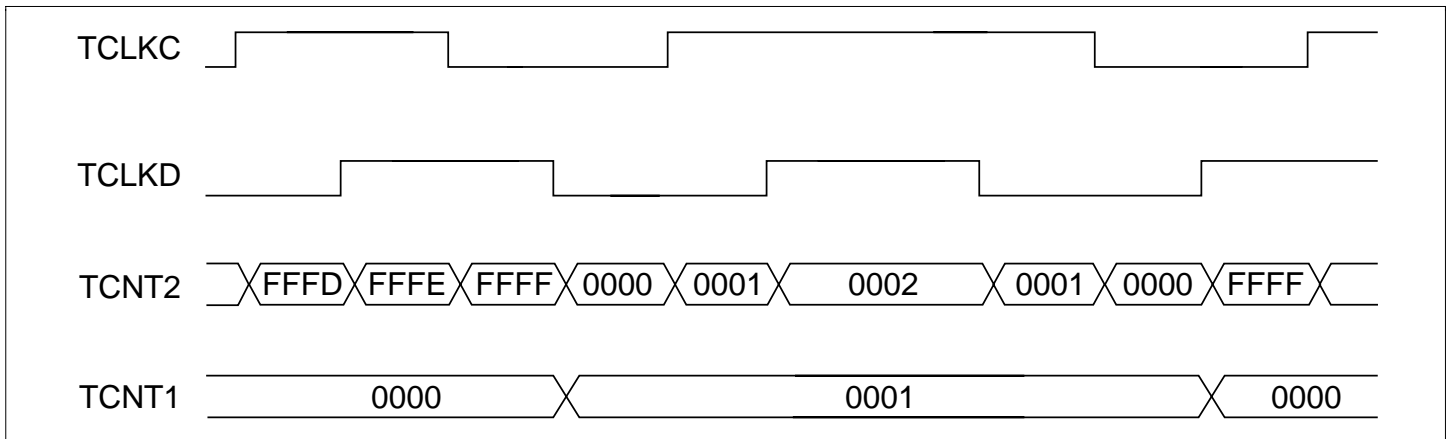 TCLKC
TCLKD
TCNT2 FFFD FFFE FFFF 0000 0001 0002 0001 0000 FFFF
TCNT1 0000 0001 0000